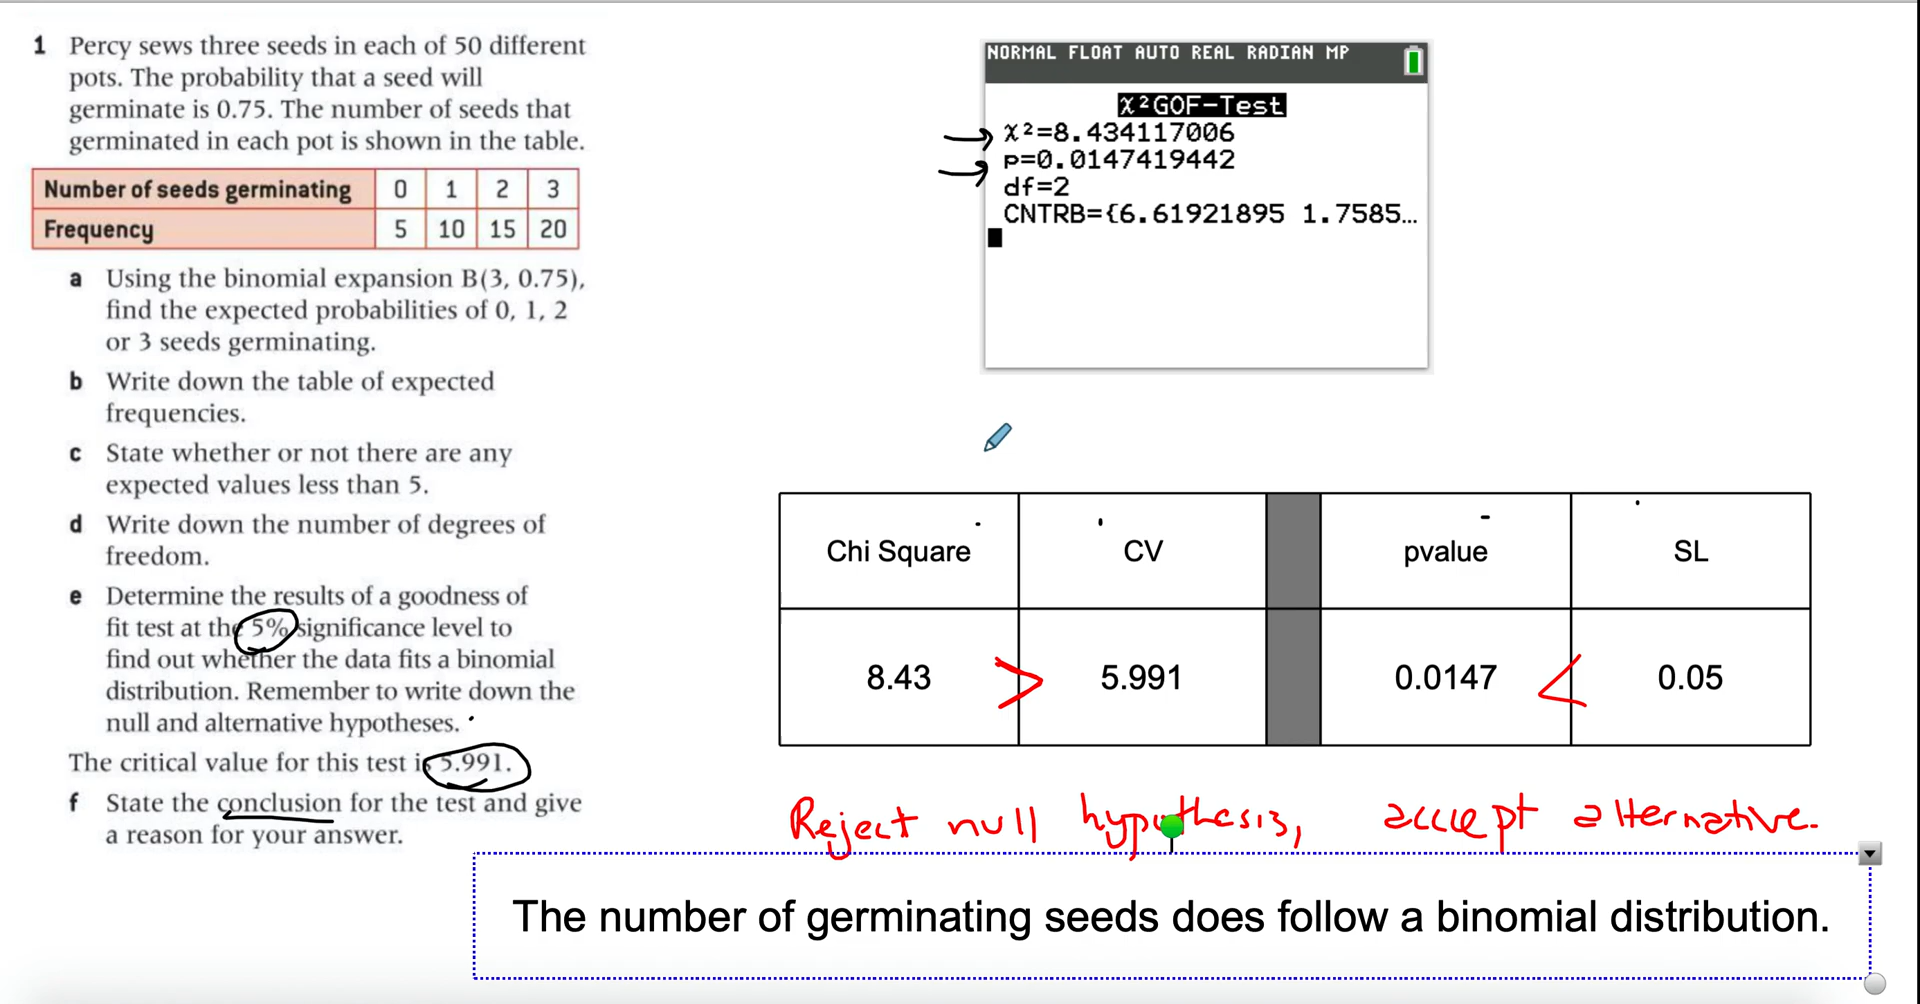 1 Percy sews three seeds in each of 50 different
pots. The probability that a seed will
germinate is 0.75. The number of seeds that
germinated in each pot is shown in the table.
Number of seeds germinating 0 1 2 3
Frequency 5 10 15 20
a Using the binomial expansion B(3, 0.75),
find the expected probabilities of 0, 1, 2
or 3 seeds germinating.
b Write down the table of expected
frequencies.
c State whether or not there are any
expected values less than 5.
d Write down the number of degrees of
freedom.
e Determine the results of a goodness of
fit test at the 5% significance level to
find out whether the data fits a binomial
distribution. Remember to write down the
null and alternative hypotheses.
The critical value for this test is 5.991.
f State the conclusion for the test and give
a reason for your answer.
NORMAL FLOAT AUTO REAL RADIAN MP
χ²GOF-Test
χ²=8.434117006
p=0.0147419442
df=2
CNTRB={6.61921895 1.7585…
Chi Square CV pvalue SL
8.43 > 5.991 0.0147 < 0.05
Reject null hypothesis, accept alternative.
The number of germinating seeds does follow a binomial distribution.